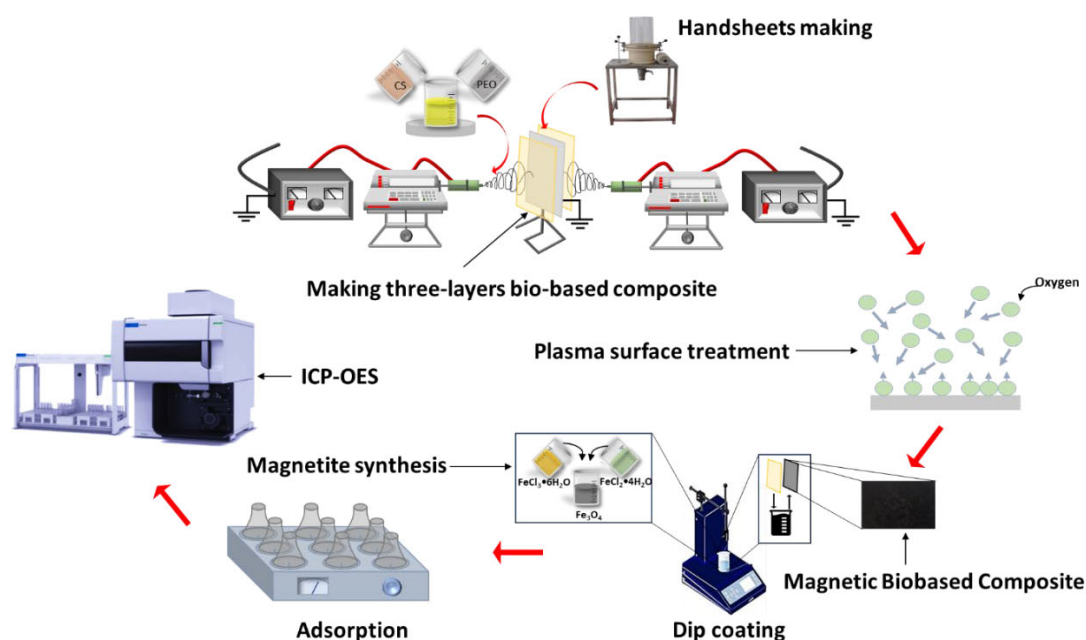 Handsheets making
CS
PEO
Making three-layers bio-based composite
Oxygen
Plasma surface treatment
ICP-OES
Magnetite synthesis
FeCl₃•6H₂O
FeCl₂•4H₂O
Fe₃O₄
Magnetic Biobased Composite
Adsorption
Dip coating